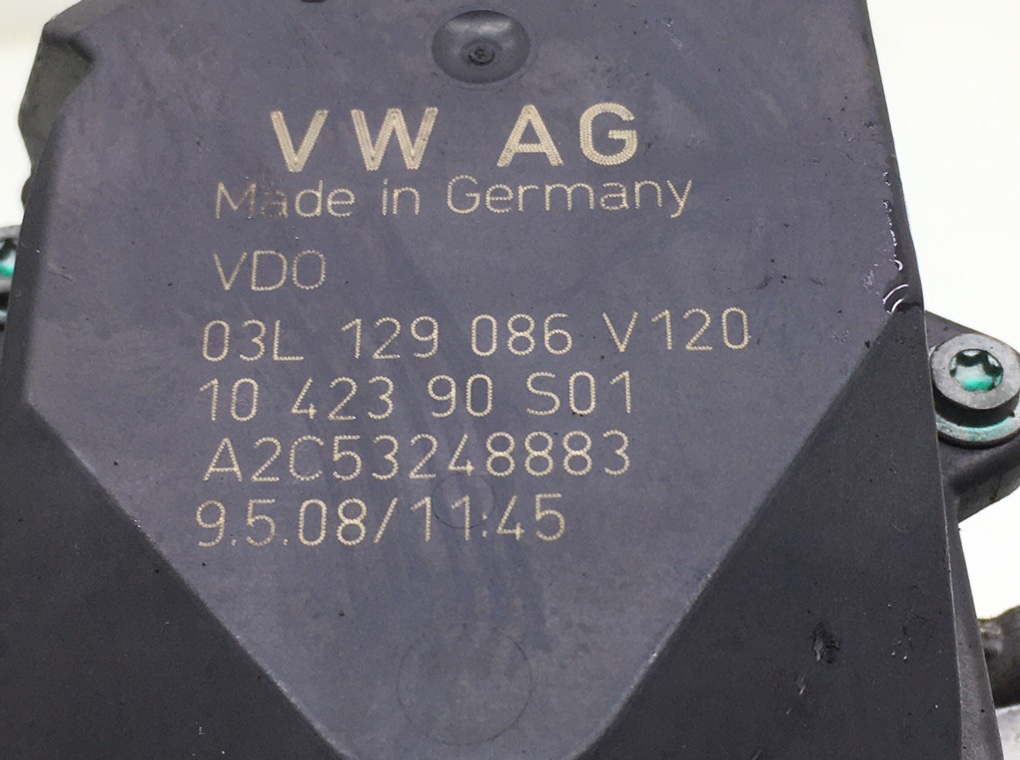 VW AG
Made in Germany
VDO
03L 129 086 V120
10 423 90 S01
A2C53248883
9.5.08/11.45